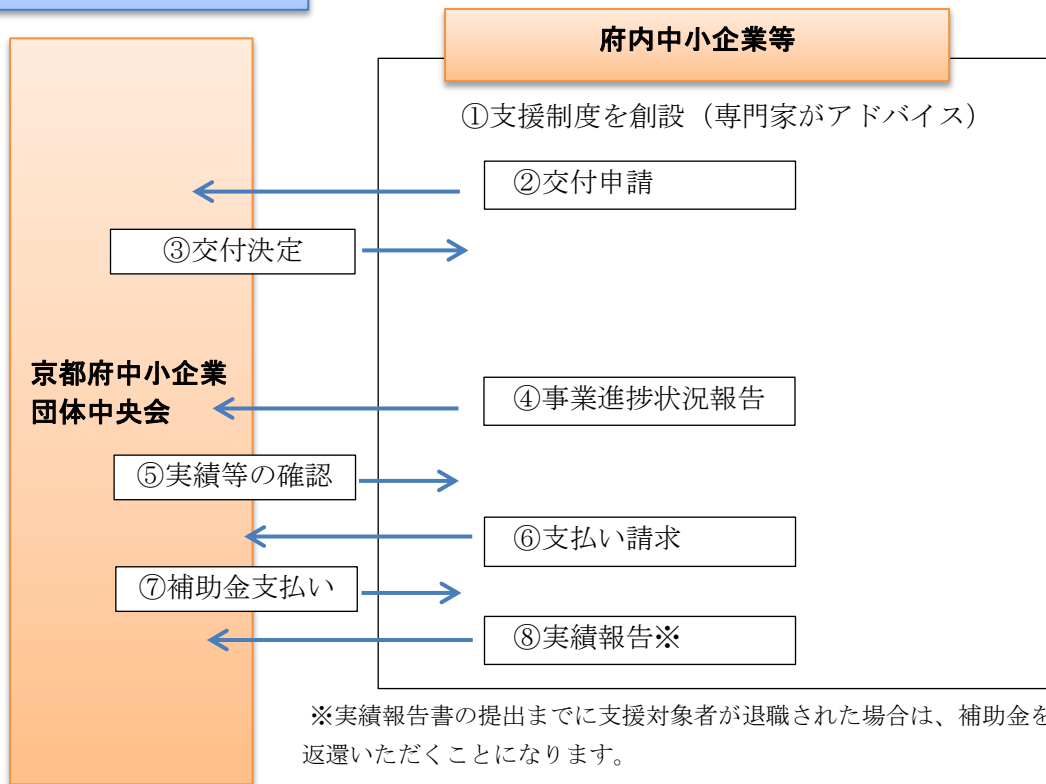 府内中小企業等
①支援制度を創設（専門家がアドバイス）
②交付申請
③交付決定
京都府中小企業
団体中央会
④事業進捗状況報告
⑤実績等の確認
⑥支払い請求
⑦補助金支払い
⑧実績報告※
※実績報告書の提出までに支援対象者が退職された場合は、補助金を
返還いただくことになります。